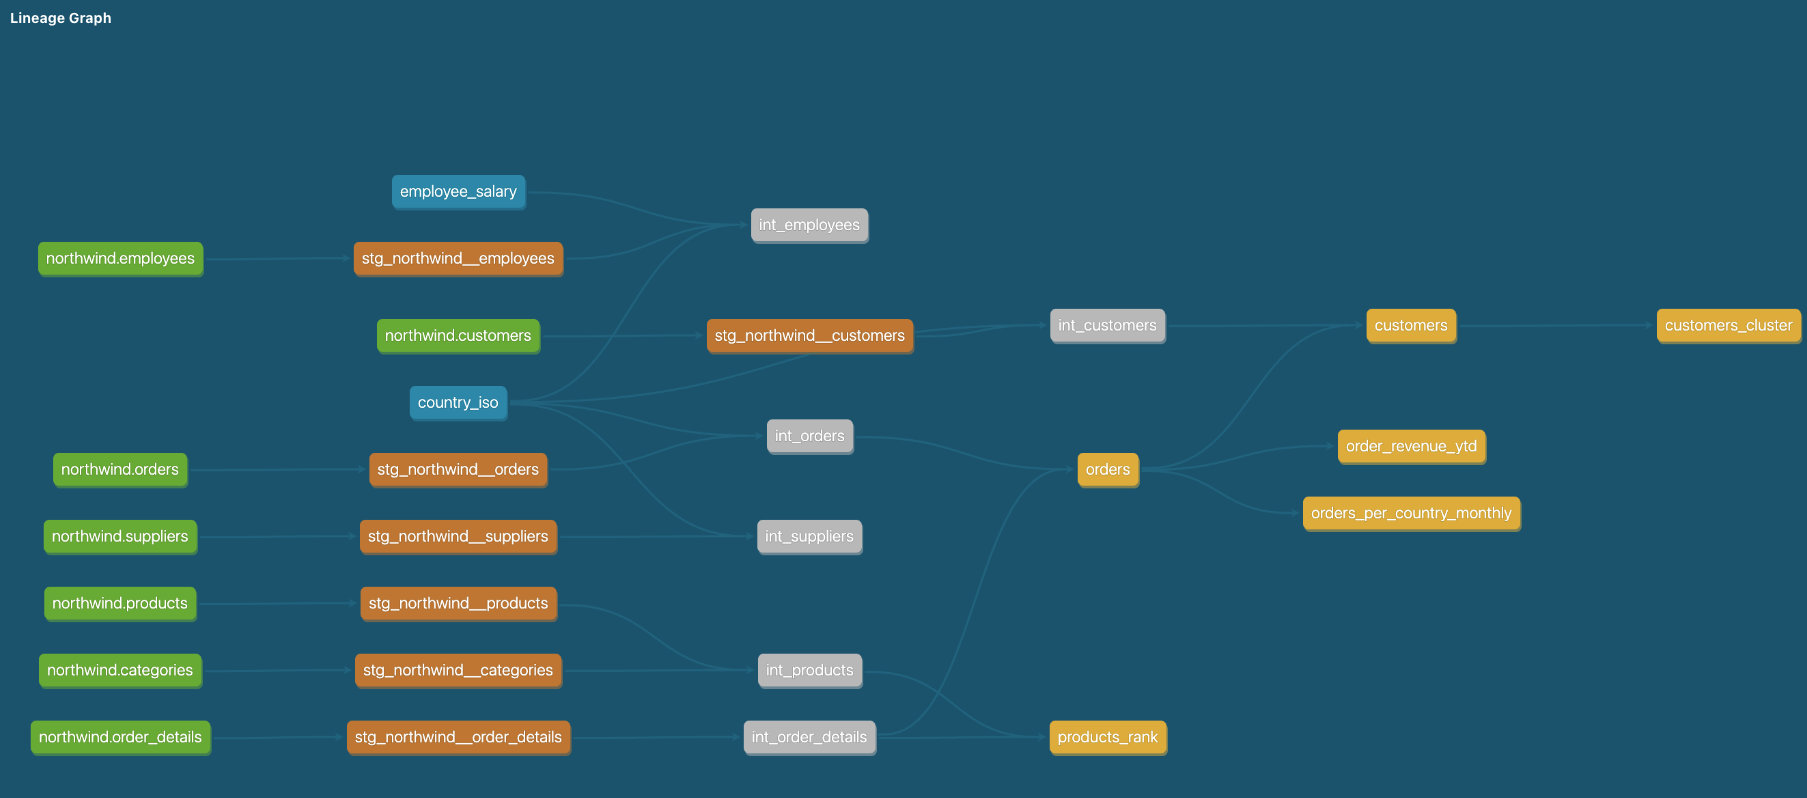 Lineage Graph
employee_salary
int_employees
northwind.employees
stg_northwind__employees
northwind.customers
stg_northwind__customers
int_customers
customers
customers_cluster
country_iso
int_orders
order_revenue_ytd
northwind.orders
stg_northwind__orders
orders
orders_per_country_monthly
northwind.suppliers
stg_northwind__suppliers
int_suppliers
northwind.products
stg_northwind__products
northwind.categories
stg_northwind__categories
int_products
northwind.order_details
stg_northwind__order_details
int_order_details
products_rank